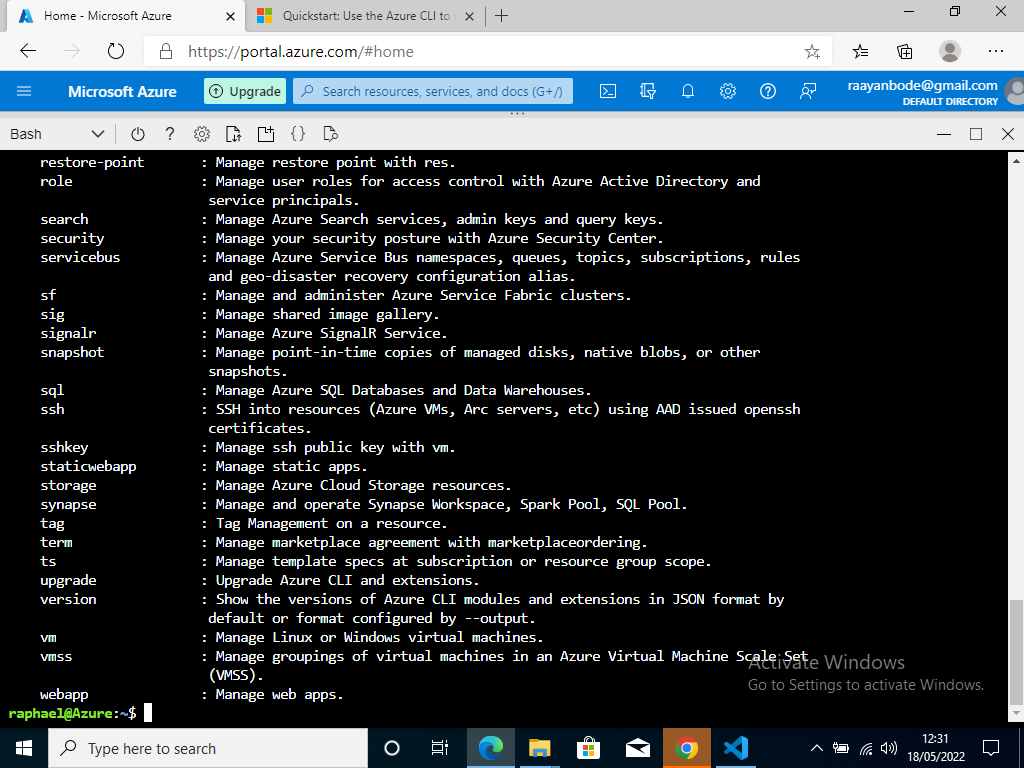 Home - Microsoft Azure
Quickstart: Use the Azure CLI to
https://portal.azure.com/#home
Microsoft Azure
Upgrade
Search resources, services, and docs (G+/)
raayanbode@gmail.com
DEFAULT DIRECTORY
Bash
restore-point : Manage restore point with res.
role : Manage user roles for access control with Azure Active Directory and
service principals.
search : Manage Azure Search services, admin keys and query keys.
security : Manage your security posture with Azure Security Center.
servicebus : Manage Azure Service Bus namespaces, queues, topics, subscriptions, rules
and geo-disaster recovery configuration alias.
sf : Manage and administer Azure Service Fabric clusters.
sig : Manage shared image gallery.
signalr : Manage Azure SignalR Service.
snapshot : Manage point-in-time copies of managed disks, native blobs, or other
snapshots.
sql : Manage Azure SQL Databases and Data Warehouses.
ssh : SSH into resources (Azure VMs, Arc servers, etc) using AAD issued openssh
certificates.
sshkey : Manage ssh public key with vm.
staticwebapp : Manage static apps.
storage : Manage Azure Cloud Storage resources.
synapse : Manage and operate Synapse Workspace, Spark Pool, SQL Pool.
tag : Tag Management on a resource.
term : Manage marketplace agreement with marketplaceordering.
ts : Manage template specs at subscription or resource group scope.
upgrade : Upgrade Azure CLI and extensions.
version : Show the versions of Azure CLI modules and extensions in JSON format by
default or format configured by --output.
vm : Manage Linux or Windows virtual machines.
vmss : Manage groupings of virtual machines in an Azure Virtual Machine Scale Set
(VMSS).
webapp : Manage web apps.
raphael@Azure:~$
Activate Windows
Go to Settings to activate Windows.
Type here to search
12:31
18/05/2022